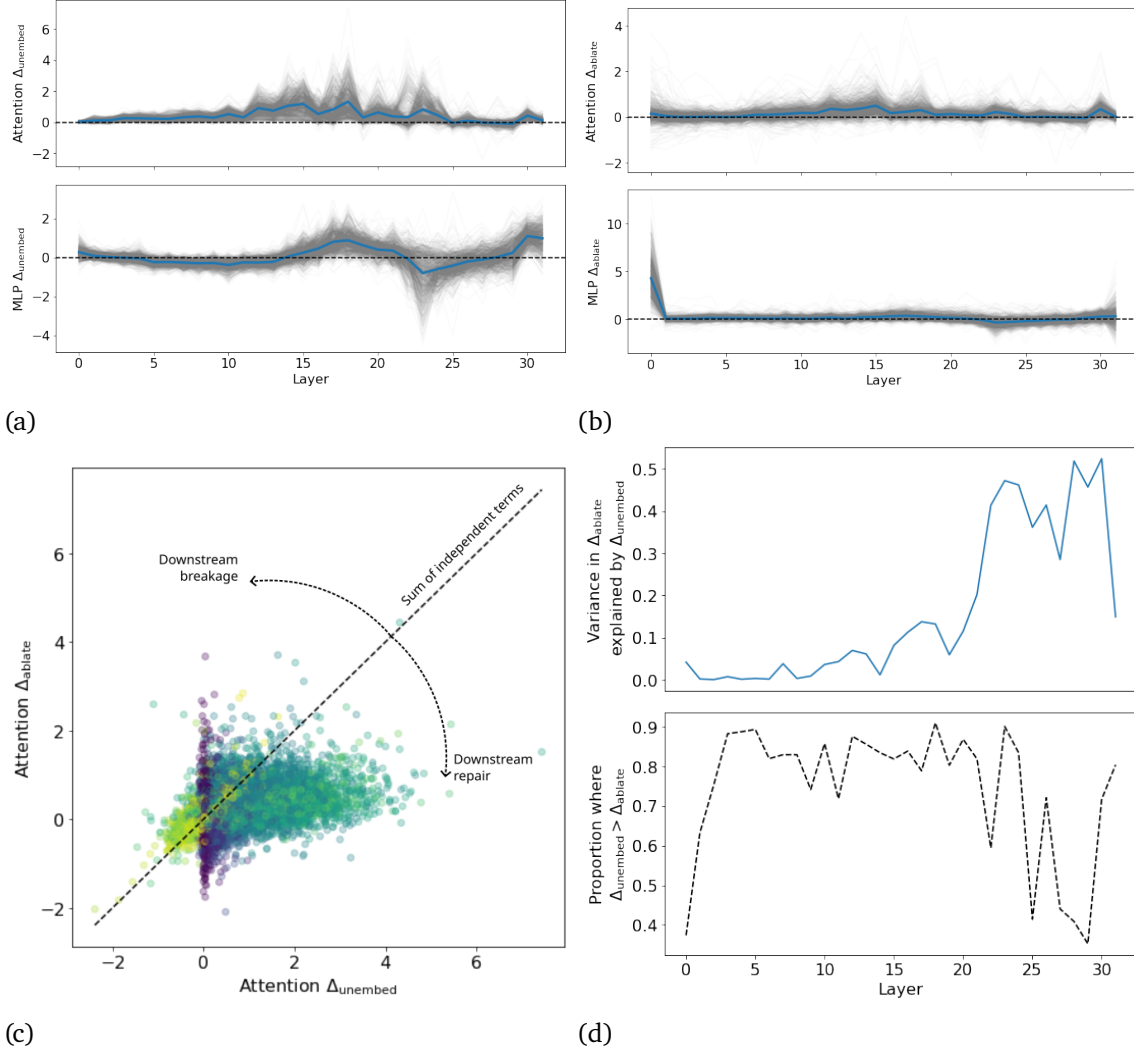 Attention Δunembed
6
4
2
0
−2
MLP Δunembed
2
0
−2
−4
0 5 10 15 20 25 30
Layer
(a)
Attention Δablate
4
2
0
−2
MLP Δablate
10
5
0
0 5 10 15 20 25 30
Layer
(b)
Attention Δablate
6
4
2
0
−2
Downstream
breakage
Sum of independent terms
Downstream
repair
−2 0 2 4 6
Attention Δunembed
(c)
Variance in Δablate
explained by Δunembed
0.5
0.4
0.3
0.2
0.1
0.0
Proportion where
Δunembed > Δablate
0.9
0.8
0.7
0.6
0.5
0.4
0 5 10 15 20 25 30
Layer
(d)